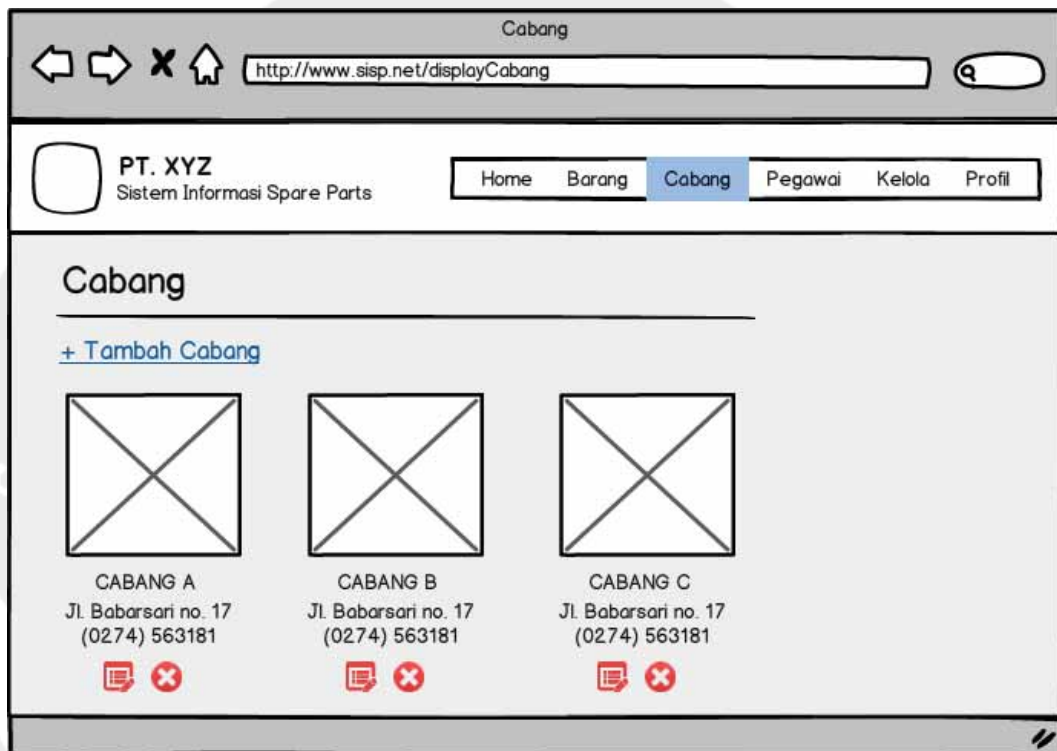 Cabang
http://www.sisp.net/displayCabang
PT. XYZ
Sistem Informasi Spare Parts
Home Barang Cabang Pegawai Kelola Profil
Cabang
+ Tambah Cabang
CABANG A
Jl. Babarsari no. 17
(0274) 563181
CABANG B
Jl. Babarsari no. 17
(0274) 563181
CABANG C
Jl. Babarsari no. 17
(0274) 563181